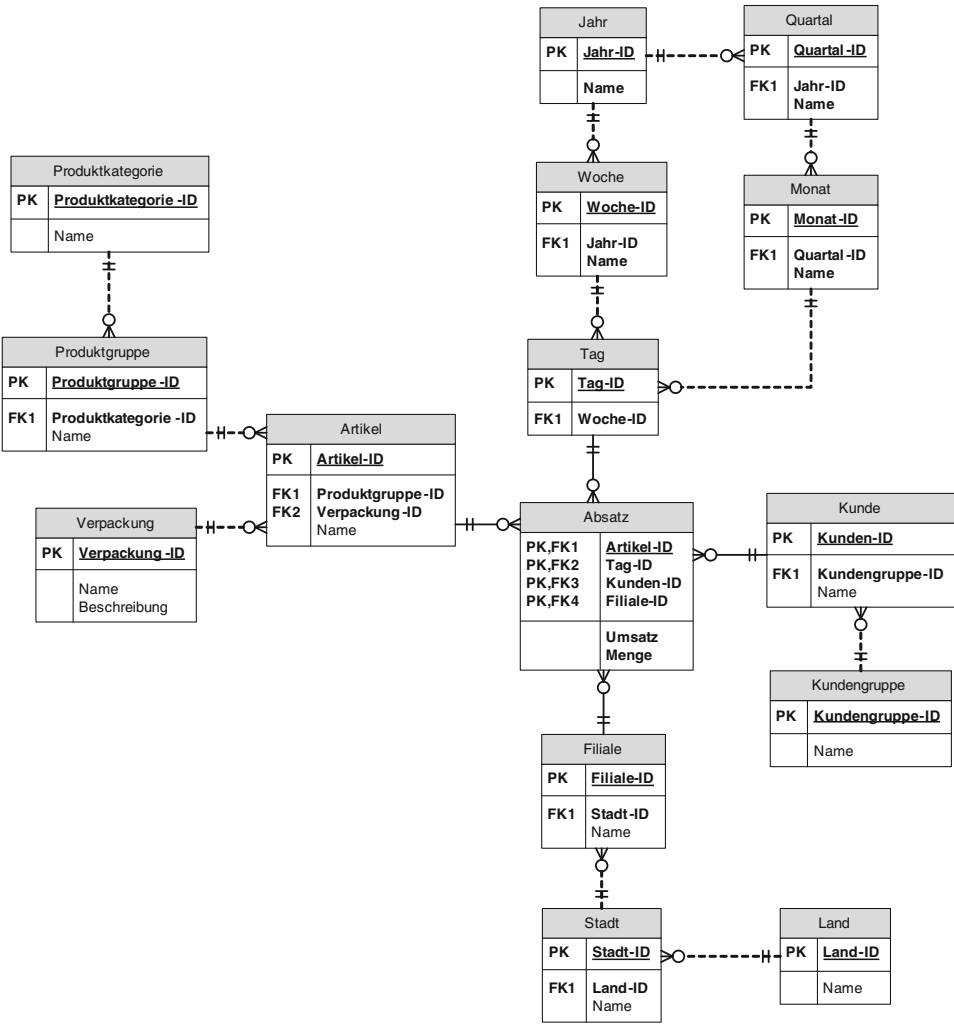 Jahr
PK Jahr-ID
Name
Quartal
PK Quartal-ID
FK1 Jahr-ID
Name
Produktkategorie
PK Produktkategorie -ID
Name
Woche
PK Woche-ID
FK1 Jahr-ID
Name
Monat
PK Monat-ID
FK1 Quartal-ID
Name
Produktgruppe
PK Produktgruppe -ID
FK1 Produktkategorie -ID
Name
Tag
PK Tag-ID
FK1 Woche-ID
Artikel
PK Artikel-ID
FK1 Produktgruppe-ID
FK2 Verpackung-ID
Name
Verpackung
PK Verpackung -ID
Name
Beschreibung
Absatz
PK,FK1 Artikel-ID
PK,FK2 Tag-ID
PK,FK3 Kunden-ID
PK,FK4 Filiale-ID
Umsatz
Menge
Kunde
PK Kunden-ID
FK1 Kundengruppe-ID
Name
Kundengruppe
PK Kundengruppe-ID
Name
Filiale
PK Filiale-ID
FK1 Stadt-ID
Name
Stadt
PK Stadt-ID
FK1 Land-ID
Name
Land
PK Land-ID
Name